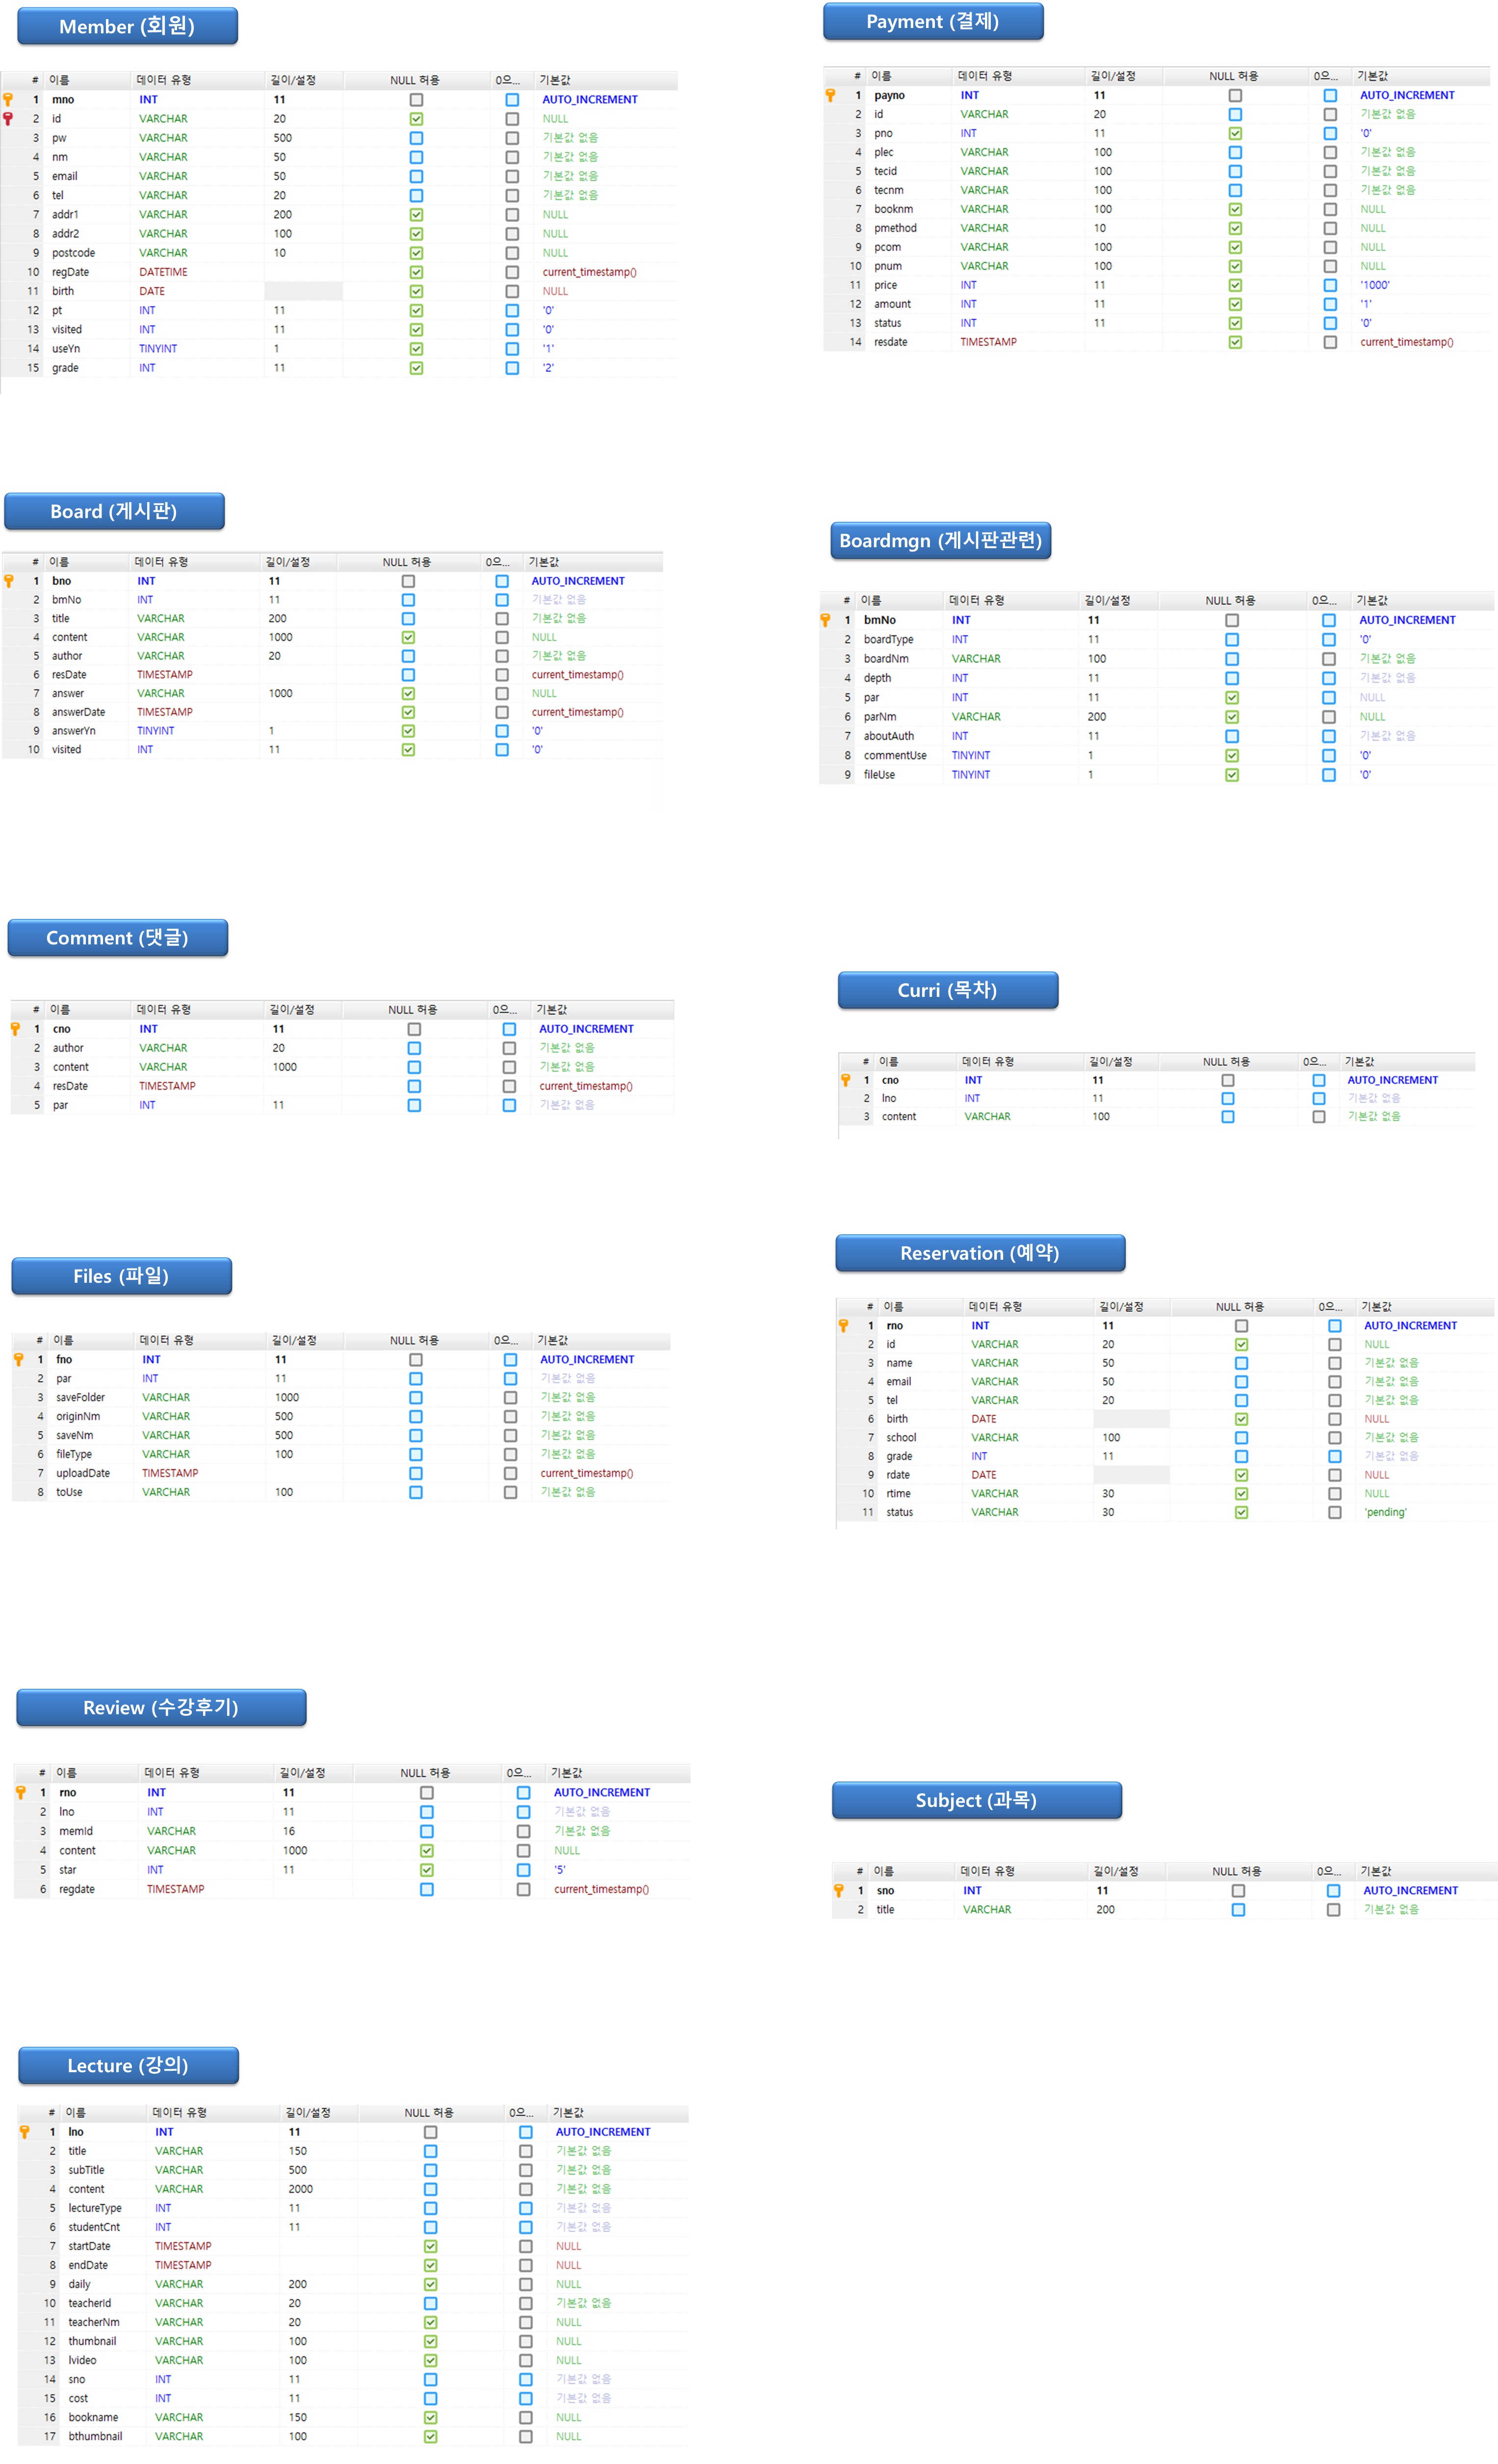 Member (회원)
# 이름 데이터 유형 길이/설정 NULL 허용 0으... 기본값
1 mno INT 11 AUTO_INCREMENT
2 id VARCHAR 20 NULL
3 pw VARCHAR 500 기본값 없음
4 nm VARCHAR 50 기본값 없음
5 email VARCHAR 50 기본값 없음
6 tel VARCHAR 20 기본값 없음
7 addr1 VARCHAR 200 NULL
8 addr2 VARCHAR 100 NULL
9 postcode VARCHAR 10 NULL
10 regDate DATETIME current_timestamp()
11 birth DATE NULL
12 pt INT 11 '0'
13 visited INT 11 '0'
14 useYn TINYINT 1 '1'
15 grade INT 11 '2'
Payment (결제)
# 이름 데이터 유형 길이/설정 NULL 허용 0으... 기본값
1 payno INT 11 AUTO_INCREMENT
2 id VARCHAR 20 기본값 없음
3 pno INT 11 '0'
4 plec VARCHAR 100 기본값 없음
5 tecid VARCHAR 100 기본값 없음
6 tecnm VARCHAR 100 기본값 없음
7 booknm VARCHAR 100 NULL
8 pmethod VARCHAR 10 NULL
9 pcom VARCHAR 100 NULL
10 pnum VARCHAR 100 NULL
11 price INT 11 '1000'
12 amount INT 11 '1'
13 status INT 11 '0'
14 resdate TIMESTAMP current_timestamp()
Board (게시판)
# 이름 데이터 유형 길이/설정 NULL 허용 0으... 기본값
1 bno INT 11 AUTO_INCREMENT
2 bmNo INT 11 기본값 없음
3 title VARCHAR 200 기본값 없음
4 content VARCHAR 1000 NULL
5 author VARCHAR 20 기본값 없음
6 resDate TIMESTAMP current_timestamp()
7 answer VARCHAR 1000 NULL
8 answerDate TIMESTAMP current_timestamp()
9 answerYn TINYINT 1 '0'
10 visited INT 11 '0'
Boardmgn (게시판관련)
# 이름 데이터 유형 길이/설정 NULL 허용 0으... 기본값
1 bmNo INT 11 AUTO_INCREMENT
2 boardType INT 11 '0'
3 boardNm VARCHAR 100 기본값 없음
4 depth INT 11 기본값 없음
5 par INT 11 NULL
6 parNm VARCHAR 200 NULL
7 aboutAuth INT 11 기본값 없음
8 commentUse TINYINT 1 '0'
9 fileUse TINYINT 1 '0'
Comment (댓글)
# 이름 데이터 유형 길이/설정 NULL 허용 0으... 기본값
1 cno INT 11 AUTO_INCREMENT
2 author VARCHAR 20 기본값 없음
3 content VARCHAR 1000 기본값 없음
4 resDate TIMESTAMP current_timestamp()
5 par INT 11 기본값 없음
Curri (목차)
# 이름 데이터 유형 길이/설정 NULL 허용 0으... 기본값
1 cno INT 11 AUTO_INCREMENT
2 lno INT 11 기본값 없음
3 content VARCHAR 100 기본값 없음
Files (파일)
# 이름 데이터 유형 길이/설정 NULL 허용 0으... 기본값
1 fno INT 11 AUTO_INCREMENT
2 par INT 11 기본값 없음
3 saveFolder VARCHAR 1000 기본값 없음
4 originNm VARCHAR 500 기본값 없음
5 saveNm VARCHAR 500 기본값 없음
6 fileType VARCHAR 100 기본값 없음
7 uploadDate TIMESTAMP current_timestamp()
8 toUse VARCHAR 100 기본값 없음
Reservation (예약)
# 이름 데이터 유형 길이/설정 NULL 허용 0으... 기본값
1 rno INT 11 AUTO_INCREMENT
2 id VARCHAR 20 NULL
3 name VARCHAR 50 기본값 없음
4 email VARCHAR 50 기본값 없음
5 tel VARCHAR 20 기본값 없음
6 birth DATE NULL
7 school VARCHAR 100 기본값 없음
8 grade INT 11 기본값 없음
9 rdate DATE NULL
10 rtime VARCHAR 30 NULL
11 status VARCHAR 30 'pending'
Review (수강후기)
# 이름 데이터 유형 길이/설정 NULL 허용 0으... 기본값
1 rno INT 11 AUTO_INCREMENT
2 lno INT 11 기본값 없음
3 memId VARCHAR 16 기본값 없음
4 content VARCHAR 1000 NULL
5 star INT 11 '5'
6 regdate TIMESTAMP current_timestamp()
Subject (과목)
# 이름 데이터 유형 길이/설정 NULL 허용 0으... 기본값
1 sno INT 11 AUTO_INCREMENT
2 title VARCHAR 200 기본값 없음
Lecture (강의)
# 이름 데이터 유형 길이/설정 NULL 허용 0으... 기본값
1 lno INT 11 AUTO_INCREMENT
2 title VARCHAR 150 기본값 없음
3 subTitle VARCHAR 500 기본값 없음
4 content VARCHAR 2000 기본값 없음
5 lectureType INT 11 기본값 없음
6 studentCnt INT 11 기본값 없음
7 startDate TIMESTAMP NULL
8 endDate TIMESTAMP NULL
9 daily VARCHAR 200 NULL
10 teacherId VARCHAR 20 기본값 없음
11 teacherNm VARCHAR 20 NULL
12 thumbnail VARCHAR 100 NULL
13 lvideo VARCHAR 100 NULL
14 sno INT 11 기본값 없음
15 cost INT 11 기본값 없음
16 bookname VARCHAR 150 NULL
17 bthumbnail VARCHAR 100 NULL